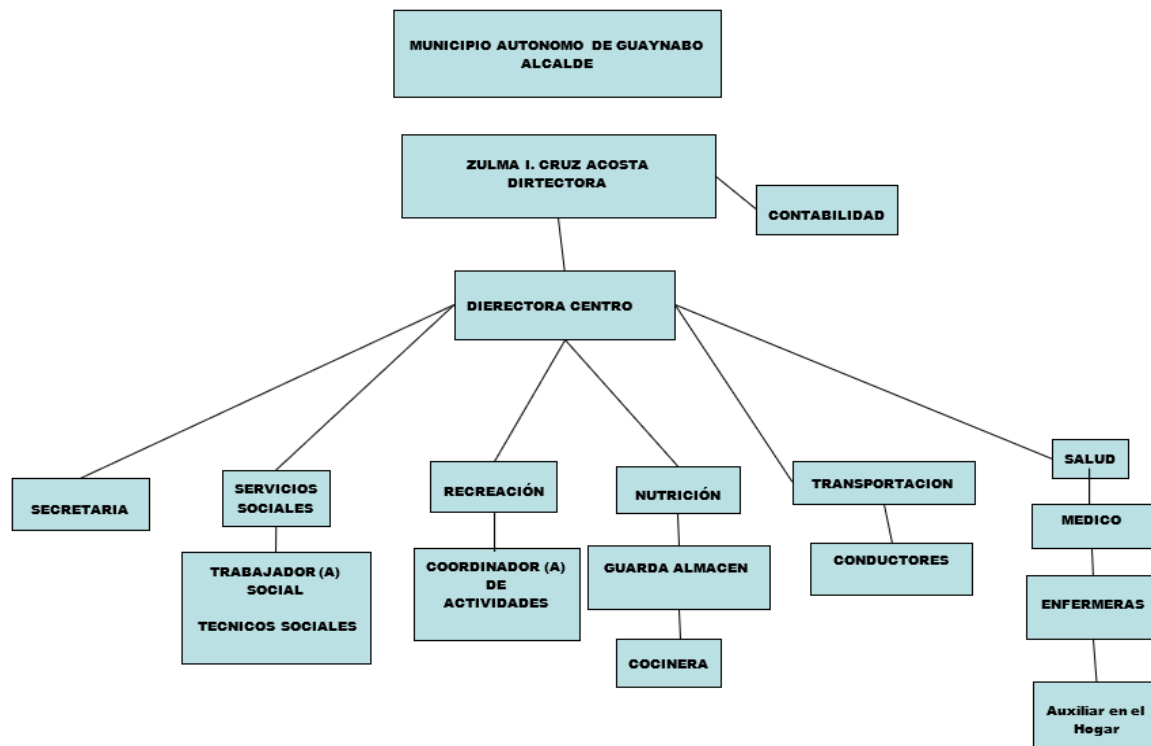 MUNICIPIO AUTONOMO DE GUAYNABO
ALCALDE
ZULMA I. CRUZ ACOSTA
DIRTECTORA
CONTABILIDAD
DIERECTORA CENTRO
SECRETARIA
SERVICIOS
SOCIALES
RECREACIÓN
NUTRICIÓN
TRANSPORTACION
SALUD
TRABAJADOR (A)
SOCIAL
TECNICOS SOCIALES
COORDINADOR (A)
DE
ACTIVIDADES
GUARDA ALMACEN
COCINERA
CONDUCTORES
MEDICO
ENFERMERAS
Auxiliar en el
Hogar